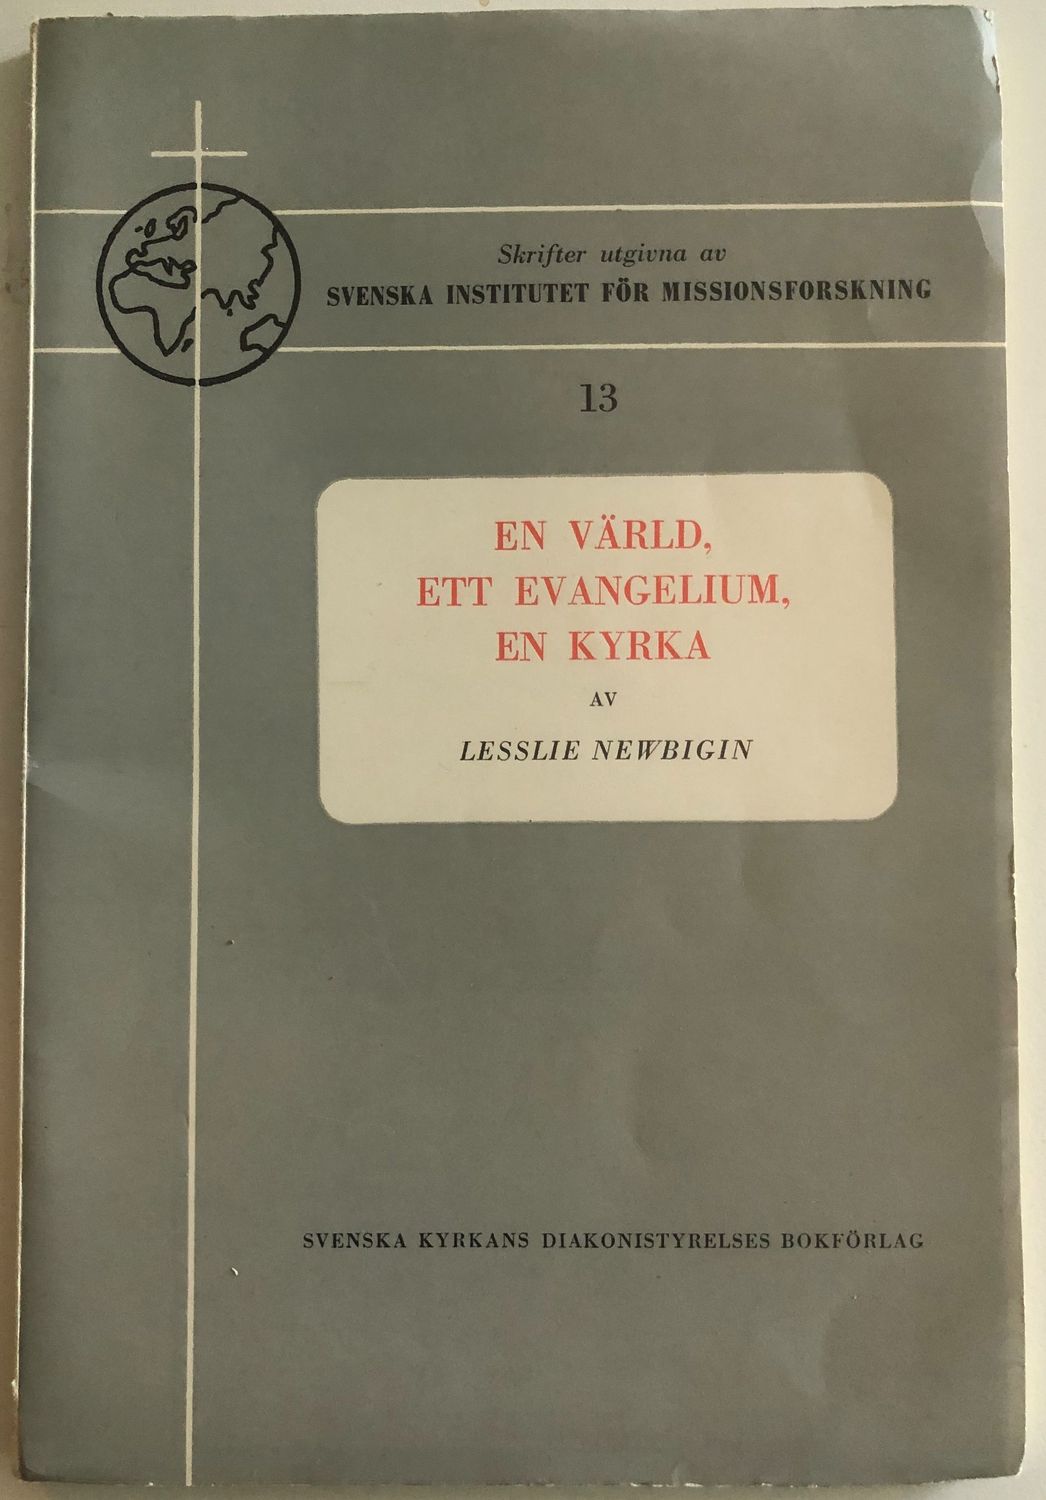 Skrifter utgivna av
SVENSKA INSTITUTET FÖR MISSIONSFORSKNING
13
EN VÄRLD,
ETT EVANGELIUM,
EN KYRKA
AV
LESSLIE NEWBIGIN
SVENSKA KYRKANS DIAKONISTYRELSES BOKFÖRLAG